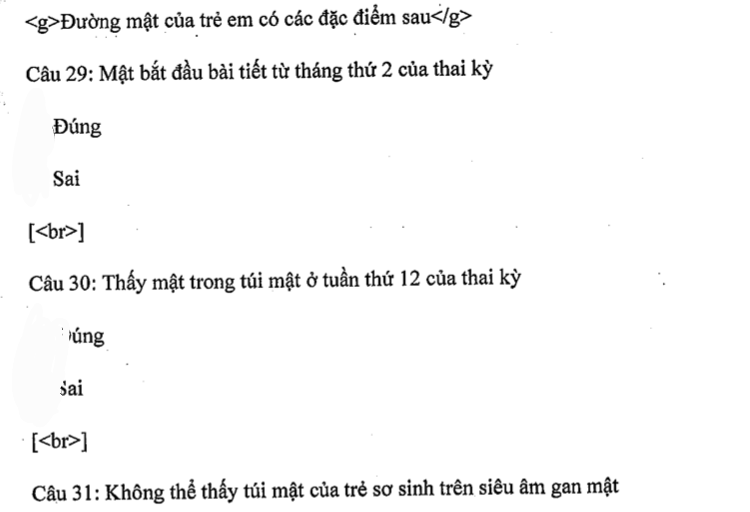 <g>Đường mật của trẻ em có các đặc điểm sau</g>
Câu 29: Mật bắt đầu bài tiết từ tháng thứ 2 của thai kỳ
Đúng
Sai
[<br>]
Câu 30: Thấy mật trong túi mật ở tuần thứ 12 của thai kỳ
úng
Sai
[<br>]
Câu 31: Không thể thấy túi mật của trẻ sơ sinh trên siêu âm gan mật